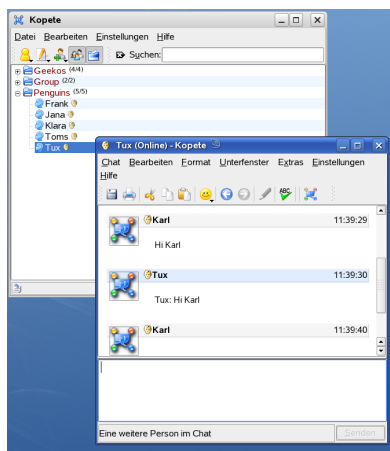 Kopete
Datei Bearbeiten Einstellungen Hilfe
Suchen:
Geekos (4/4)
Group (2/2)
Penguins (5/5)
Frank
Jana
Klara
Toms
Tux
Tux (Online) - Kopete
Chat Bearbeiten Format Unterfenster Extras Einstellungen
Hilfe
ABC
Karl 11:39:29
Hi Karl
Tux 11:39:30
Tux: Hi Karl
Karl 11:39:40
Eine weitere Person im Chat Senden